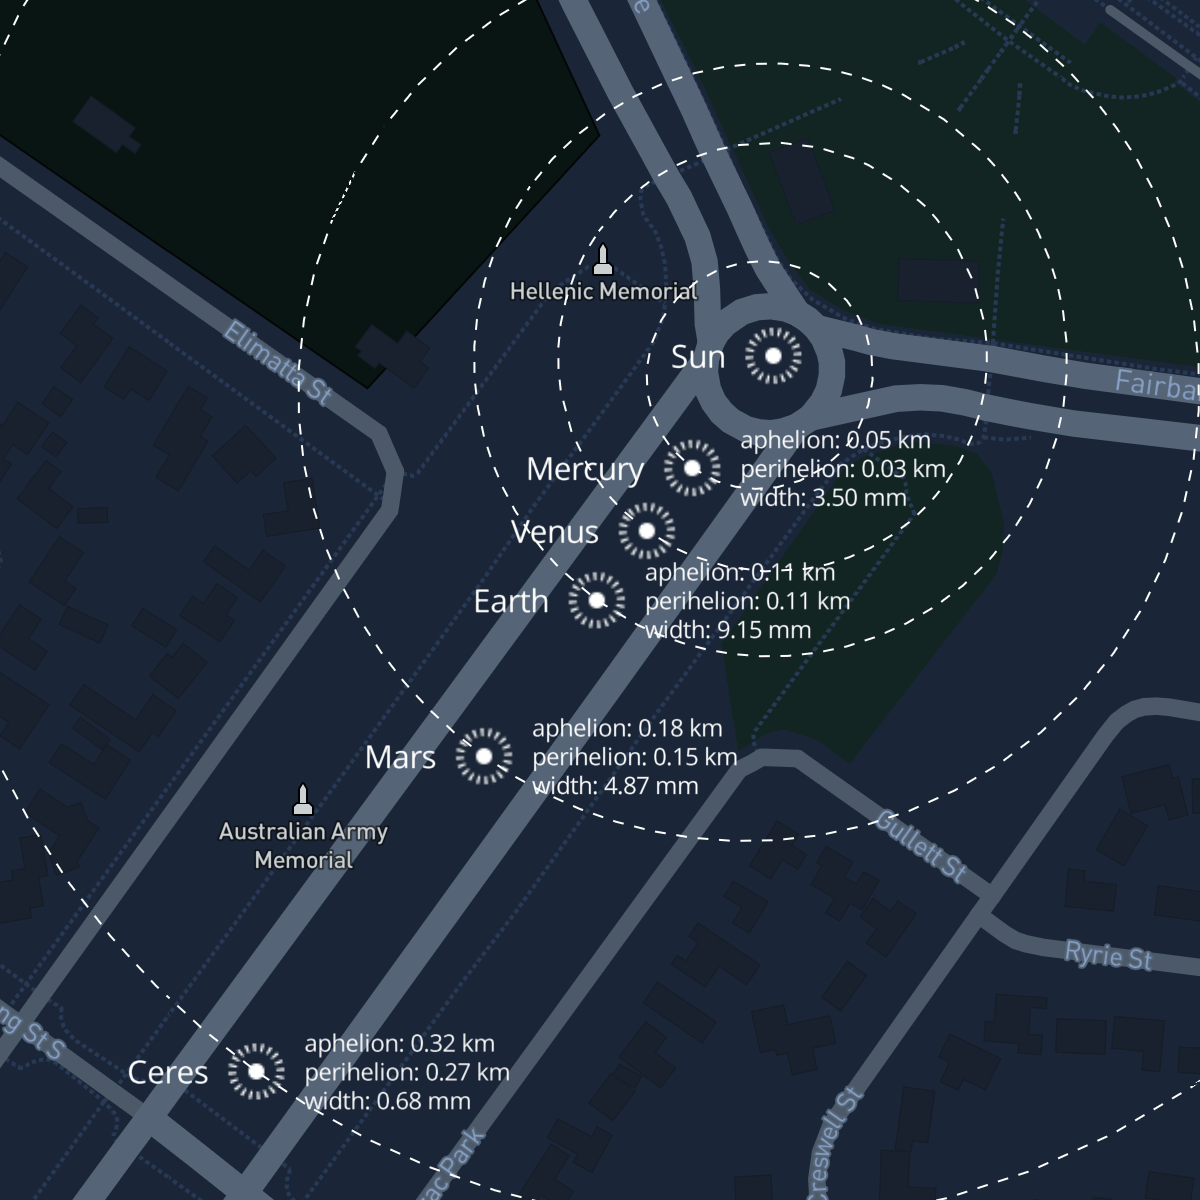 Hellenic Memorial
Elimatta St
Sun
Mercury
aphelion: 0.05 km
perihelion: 0.03 km
width: 3.50 mm
Venus
Earth
aphelion: 0.11 km
perihelion: 0.11 km
width: 9.15 mm
Mars
aphelion: 0.18 km
perihelion: 0.15 km
width: 4.87 mm
Australian Army
Memorial
Gullett St
Ryrie St
Ceres
aphelion: 0.32 km
perihelion: 0.27 km
width: 0.68 mm
Creswell St
Park